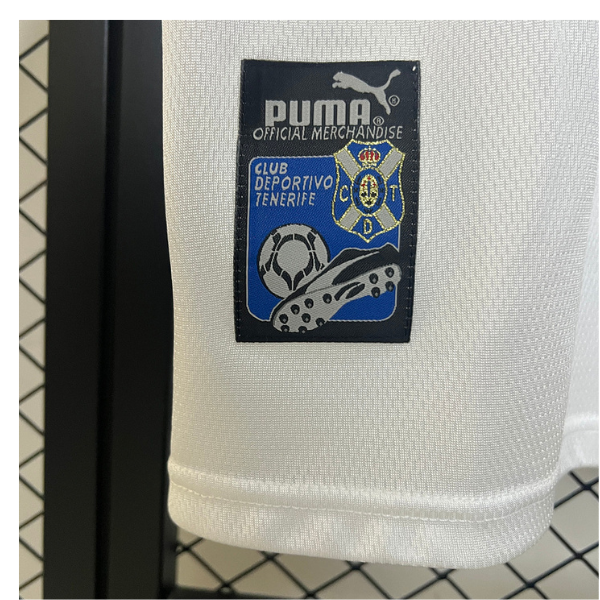 PUMA®
OFFICIAL MERCHANDISE
CLUB
DEPORTIVO
TENERIFE
C T
D